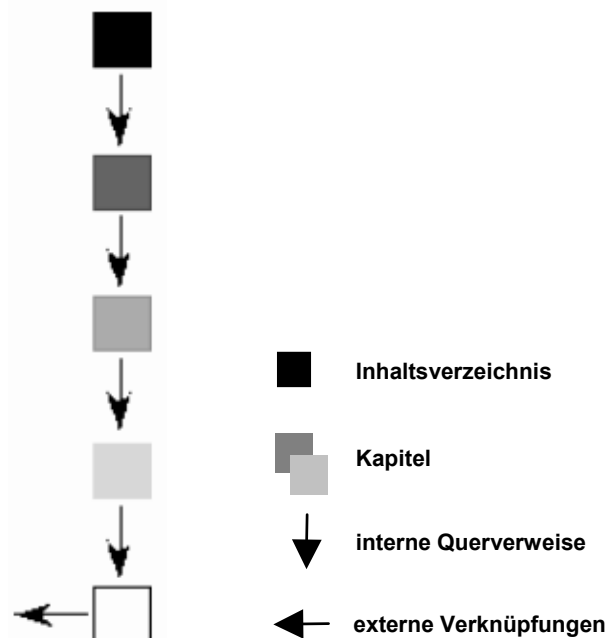 Inhaltsverzeichnis
Kapitel
interne Querverweise
externe Verknüpfungen